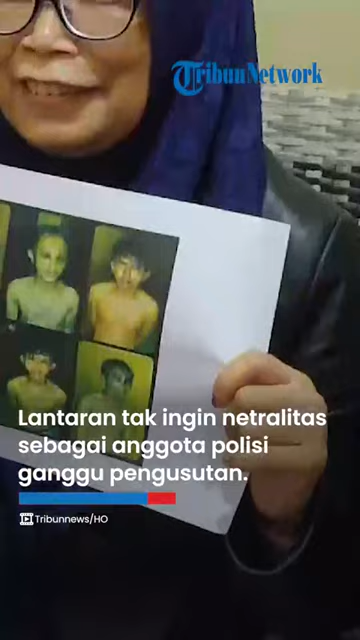 TribunNetwork
Lantaran tak ingin netralitas
sebagai anggota polisi
ganggu pengusutan.
Tribunnews/HO